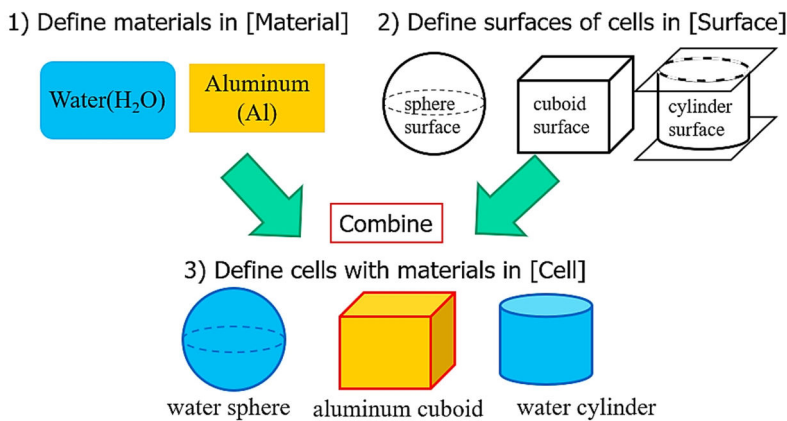 1) Define materials in [Material]
2) Define surfaces of cells in [Surface]
Water(H₂O)
Aluminum
(Al)
sphere
surface
cuboid
surface
cylinder
surface
Combine
3) Define cells with materials in [Cell]
water sphere
aluminum cuboid
water cylinder